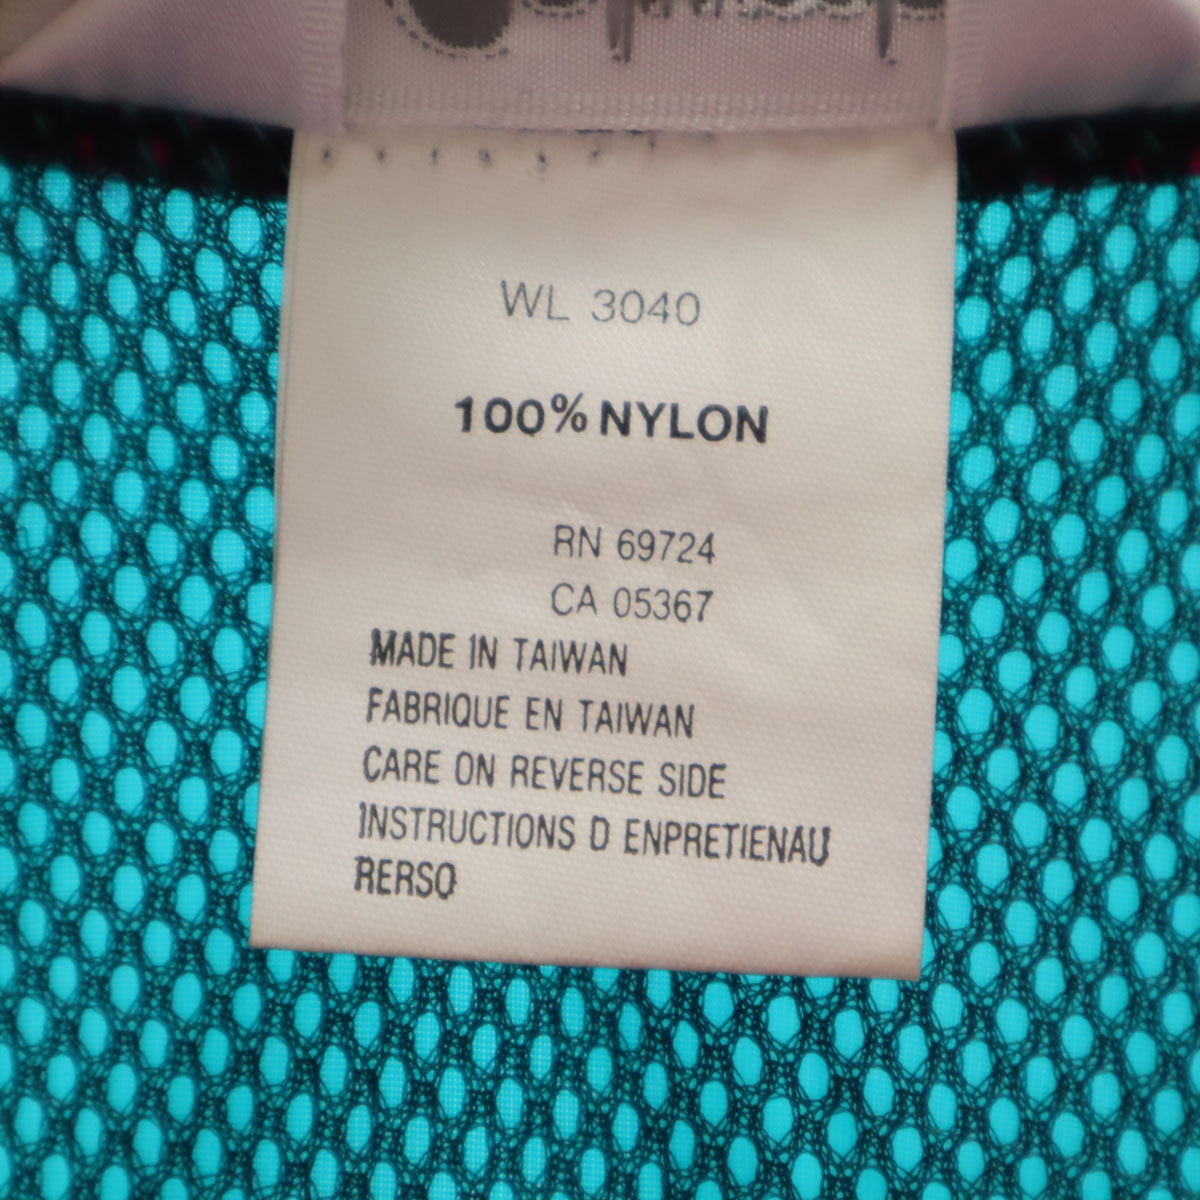 WL 3040
100% NYLON
RN 69724
CA 05367
MADE IN TAIWAN
FABRIQUE EN TAIWAN
CARE ON REVERSE SIDE
INSTRUCTIONS D ENPRETIENAU
RERSO